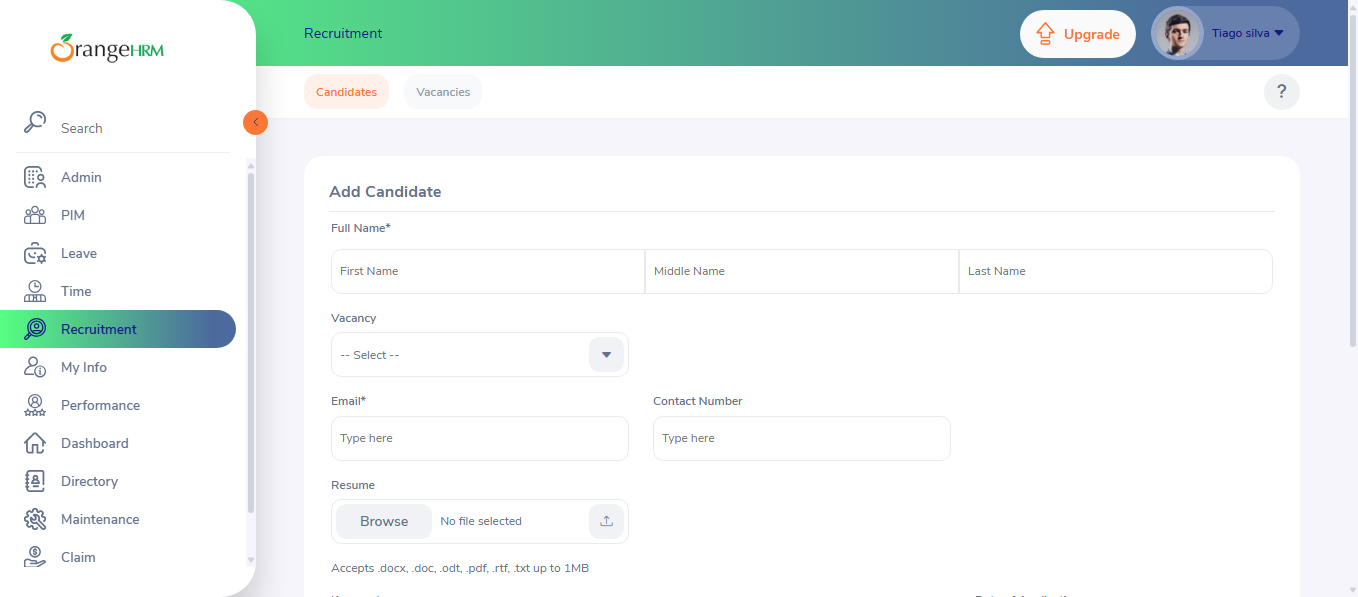 OrangeHRM
Search
Admin
PIM
Leave
Time
Recruitment
My Info
Performance
Dashboard
Directory
Maintenance
Claim
Recruitment
Upgrade
Tiago silva
Candidates
Vacancies
?
Add Candidate
Full Name*
First Name
Middle Name
Last Name
Vacancy
-- Select --
Email*
Contact Number
Type here
Type here
Resume
Browse
No file selected
Accepts .docx, .doc, .odt, .pdf, .rtf, .txt up to 1MB